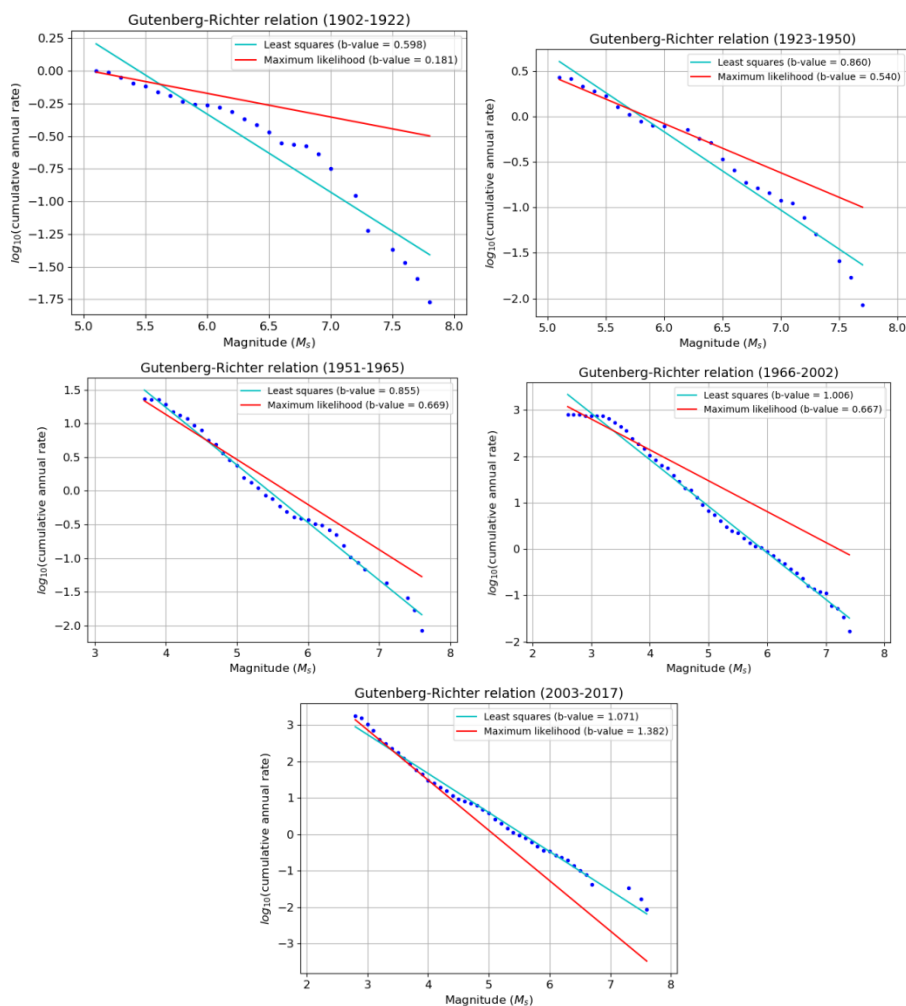 Gutenberg-Richter relation (1902-1922)
Least squares (b-value = 0.598)
Maximum likelihood (b-value = 0.181)
0.25
0.00
−0.25
−0.50
−0.75
−1.00
−1.25
−1.50
−1.75
log₁₀(cumulative annual rate)
5.0 5.5 6.0 6.5 7.0 7.5 8.0
Magnitude (Mₛ)
Gutenberg-Richter relation (1923-1950)
Least squares (b-value = 0.860)
Maximum likelihood (b-value = 0.540)
0.5
0.0
−0.5
−1.0
−1.5
−2.0
log₁₀(cumulative annual rate)
5.0 5.5 6.0 6.5 7.0 7.5 8.0
Magnitude (Mₛ)
Gutenberg-Richter relation (1951-1965)
Least squares (b-value = 0.855)
Maximum likelihood (b-value = 0.669)
1.5
1.0
0.5
0.0
−0.5
−1.0
−1.5
−2.0
log₁₀(cumulative annual rate)
3 4 5 6 7 8
Magnitude (Mₛ)
Gutenberg-Richter relation (1966-2002)
Least squares (b-value = 1.006)
Maximum likelihood (b-value = 0.667)
3
2
1
0
−1
−2
log₁₀(cumulative annual rate)
2 3 4 5 6 7 8
Magnitude (Mₛ)
Gutenberg-Richter relation (2003-2017)
Least squares (b-value = 1.071)
Maximum likelihood (b-value = 1.382)
3
2
1
0
−1
−2
−3
log₁₀(cumulative annual rate)
2 3 4 5 6 7 8
Magnitude (Mₛ)